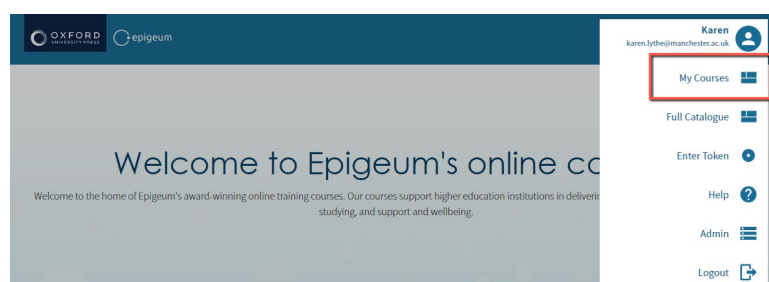 OXFORD
UNIVERSITY PRESS
epigeum
Karen
karen.lythe@manchester.ac.uk
My Courses
Full Catalogue
Enter Token
Help
Admin
Logout
Welcome to Epigeum's online co
Welcome to the home of Epigeum's award-winning online training courses. Our courses support higher education institutions in deliverin
studying, and support and wellbeing.